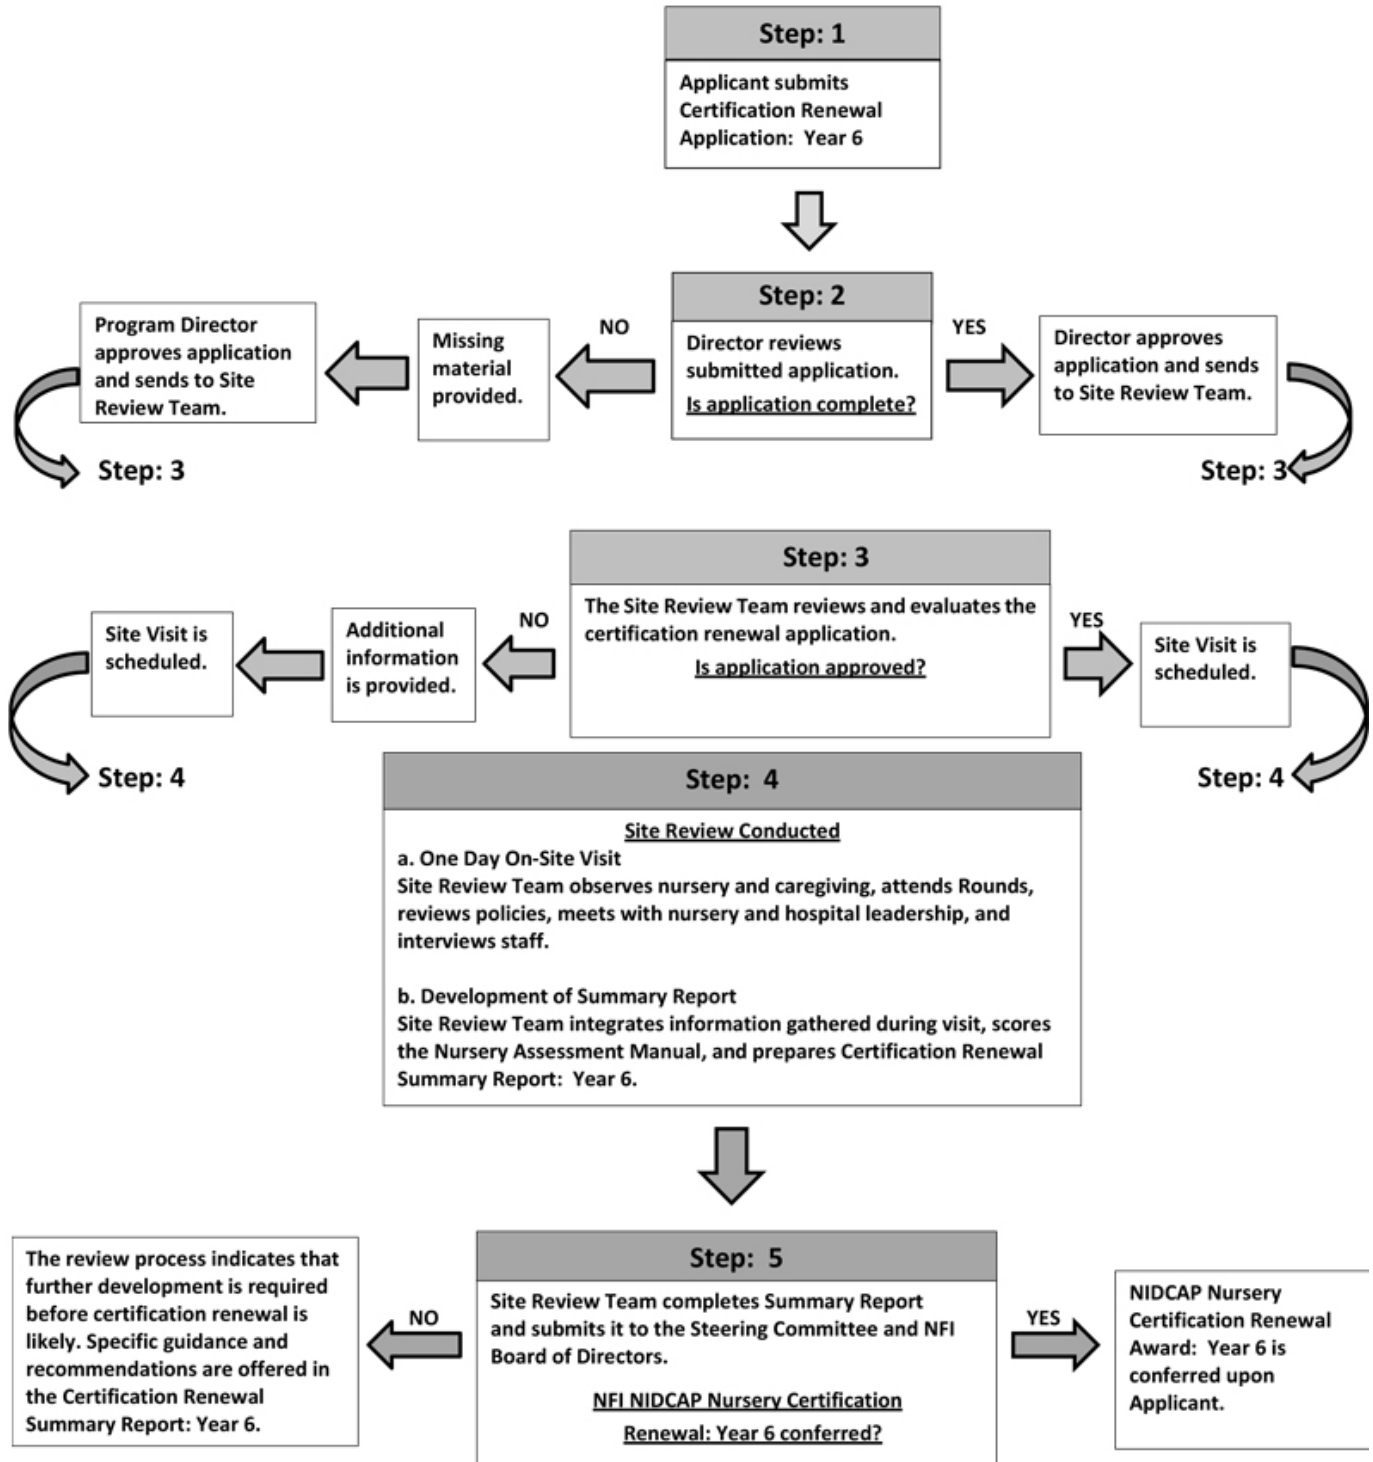 Step: 1
Applicant submits
Certification Renewal
Application: Year 6
Step: 2
Director reviews
submitted application.
Is application complete?
NO
Missing
material
provided.
Program Director
approves application
and sends to Site
Review Team.
Step: 3
YES
Director approves
application and sends
to Site Review Team.
Step: 3
Step: 3
The Site Review Team reviews and evaluates the
certification renewal application.
Is application approved?
NO
Additional
information
is provided.
Site Visit is
scheduled.
Step: 4
YES
Site Visit is
scheduled.
Step: 4
Step: 4
Site Review Conducted
a. One Day On-Site Visit
Site Review Team observes nursery and caregiving, attends Rounds,
reviews policies, meets with nursery and hospital leadership, and
interviews staff.
b. Development of Summary Report
Site Review Team integrates information gathered during visit, scores
the Nursery Assessment Manual, and prepares Certification Renewal
Summary Report: Year 6.
Step: 5
Site Review Team completes Summary Report
and submits it to the Steering Committee and NFI
Board of Directors.
NFI NIDCAP Nursery Certification
Renewal: Year 6 conferred?
NO
The review process indicates that
further development is required
before certification renewal is
likely. Specific guidance and
recommendations are offered in
the Certification Renewal
Summary Report: Year 6.
YES
NIDCAP Nursery
Certification Renewal
Award: Year 6 is
conferred upon
Applicant.